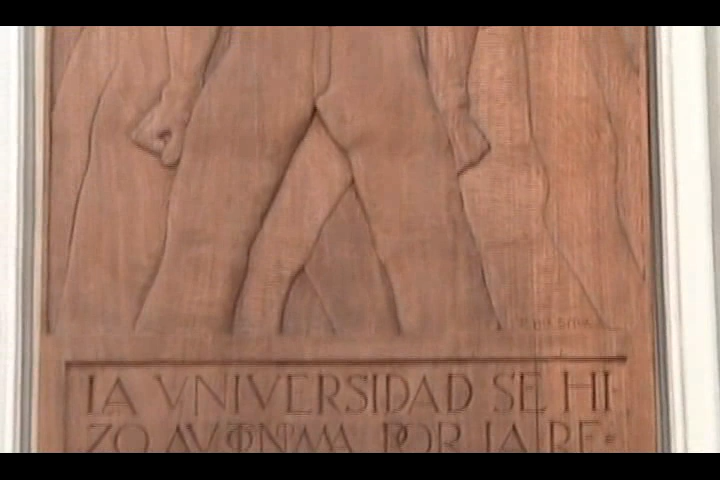 LA VNIVERSIDAD SE HI-
ZO AVTONOMA POR LA RE-